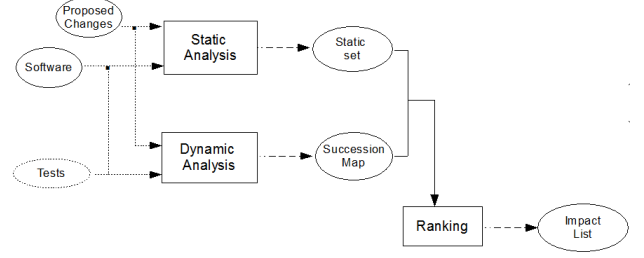 Proposed
Changes
Static
Analysis
Static
set
Software
Dynamic
Analysis
Succession
Map
Tests
Ranking
Impact
List